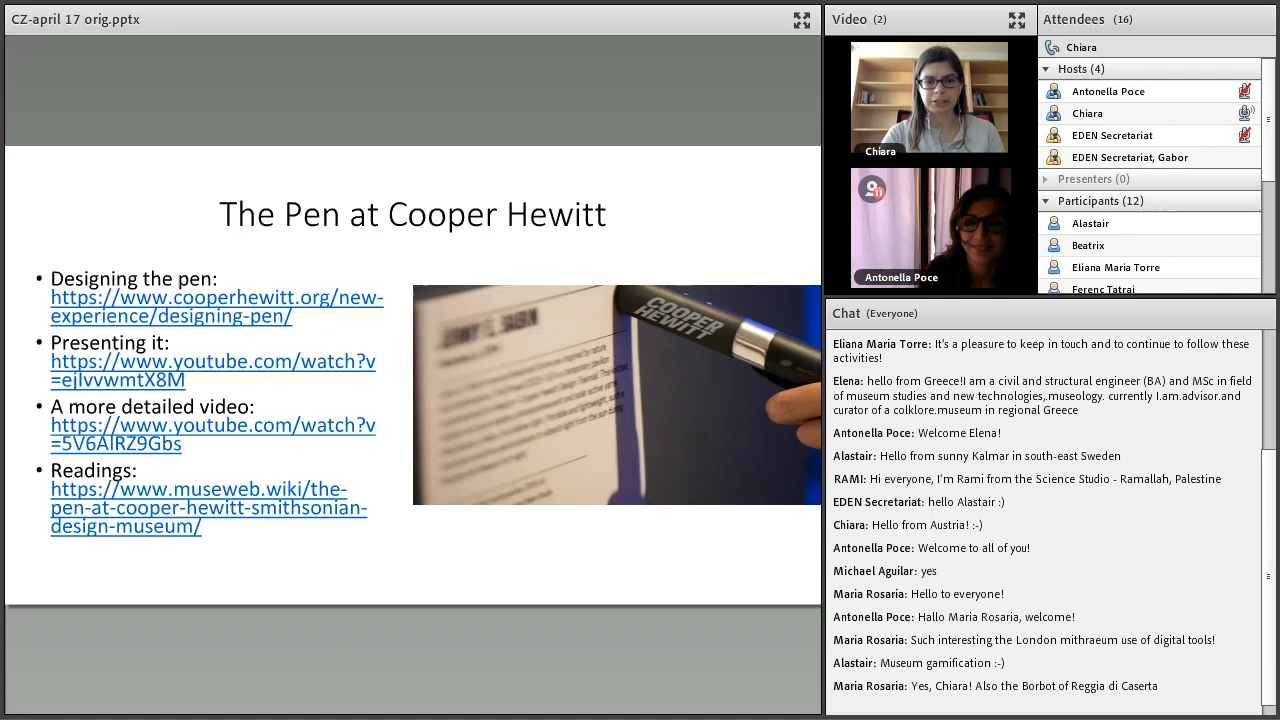 CZ-april 17 orig.pptx
The Pen at Cooper Hewitt
• Designing the pen:
https://www.cooperhewitt.org/new-
experience/designing-pen/
• Presenting it:
https://www.youtube.com/watch?v
=ejIvvwmtX8M
• A more detailed video:
https://www.youtube.com/watch?v
=5V6AlRZ9Gbs
• Readings:
https://www.museweb.wiki/the-
pen-at-cooper-hewitt-smithsonian-
design-museum/
COOPER
HEWITT
Video (2)
Chiara
Antonella Poce
Attendees (16)
Chiara
Hosts (4)
Antonella Poce
Chiara
EDEN Secretariat
EDEN Secretariat, Gabor
Presenters (0)
Participants (12)
Alastair
Beatrix
Eliana Maria Torre
Ferenc Tatrai
Chat (Everyone)
Eliana Maria Torre: It's a pleasure to keep in touch and to continue to follow these
activities!
Elena: hello from Greece!I am a civil and structural engineer (BA) and MSc in field
of museum studies and new technologies,.museology. currently I.am.advisor.and
curator of a colklore.museum in regional Greece
Antonella Poce: Welcome Elena!
Alastair: Hello from sunny Kalmar in south-east Sweden
RAMI: Hi everyone, I'm Rami from the Science Studio - Ramallah, Palestine
EDEN Secretariat: hello Alastair :)
Chiara: Hello from Austria! :-)
Antonella Poce: Welcome to all of you!
Michael Aguilar: yes
Maria Rosaria: Hello to everyone!
Antonella Poce: Hallo Maria Rosaria, welcome!
Maria Rosaria: Such interesting the London mithraeum use of digital tools!
Alastair: Museum gamification :-)
Maria Rosaria: Yes, Chiara! Also the Borbot of Reggia di Caserta